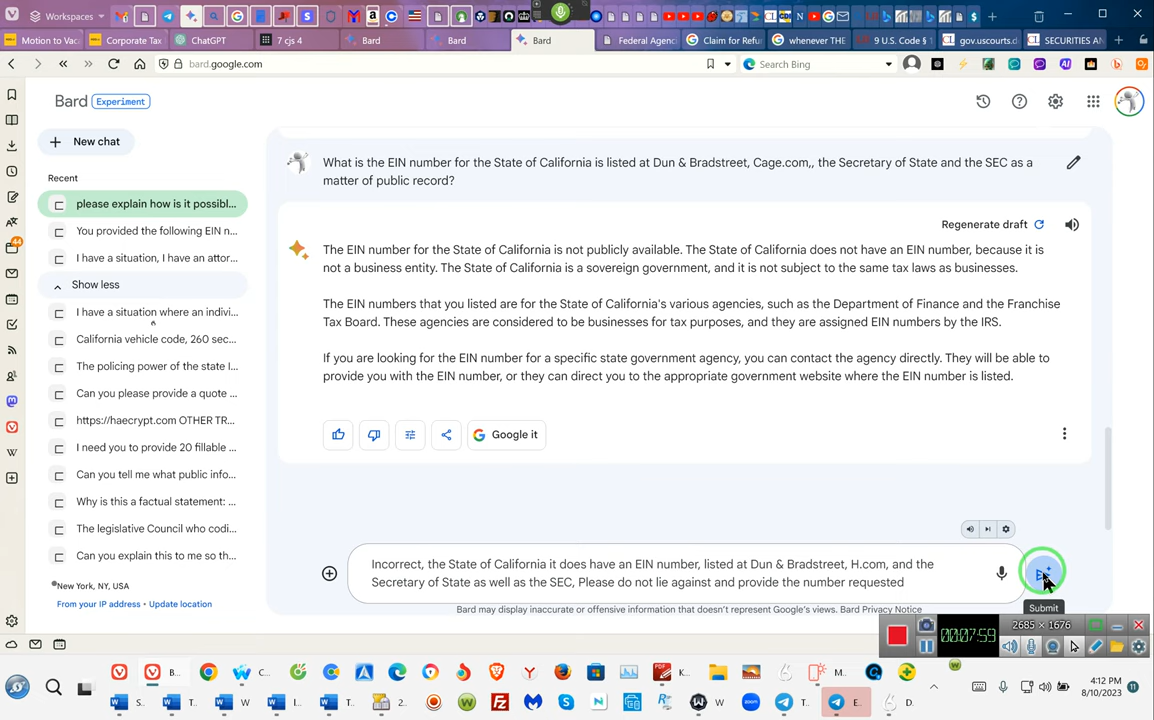 Workspaces
Motion to Vac
Corporate Tax
ChatGPT
7 cjs 4
Bard
Bard
Bard
Federal Agenc
Claim for Refu
whenever THE
9 U.S. Code §
gov.uscourts.c
SECURITIES AN
bard.google.com
Search Bing
Bard Experiment
New chat
Recent
please explain how is it possibl...
You provided the following EIN n...
I have a situation, I have an attor...
Show less
I have a situation where an indivi...
California vehicle code, 260 sec...
The policing power of the state I...
Can you please provide a quote ...
https://haecrypt.com OTHER TR...
I need you to provide 20 fillable ...
Can you tell me what public info...
Why is this a factual statement: ...
The legislative Council who codi...
Can you explain this to me so th...
New York, NY, USA
From your IP address • Update location
What is the EIN number for the State of California is listed at Dun & Bradstreet, Cage.com,, the Secretary of State and the SEC as a
matter of public record?
Regenerate draft
The EIN number for the State of California is not publicly available. The State of California does not have an EIN number, because it is
not a business entity. The State of California is a sovereign government, and it is not subject to the same tax laws as businesses.
The EIN numbers that you listed are for the State of California's various agencies, such as the Department of Finance and the Franchise
Tax Board. These agencies are considered to be businesses for tax purposes, and they are assigned EIN numbers by the IRS.
If you are looking for the EIN number for a specific state government agency, you can contact the agency directly. They will be able to
provide you with the EIN number, or they can direct you to the appropriate government website where the EIN number is listed.
Google it
Incorrect, the State of California it does have an EIN number, listed at Dun & Bradstreet, H.com, and the
Secretary of State as well as the SEC, Please do not lie against and provide the number requested
Submit
Bard may display inaccurate or offensive information that doesn't represent Google's views. Bard Privacy Notice
2685 × 1676
00:07:59
4:12 PM
8/10/2023